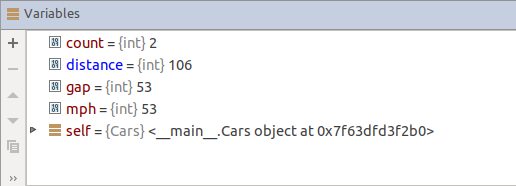 Variables
count = {int} 2
distance = {int} 106
gap = {int} 53
mph = {int} 53
self = {Cars} <__main__.Cars object at 0x7f63dfd3f2b0>